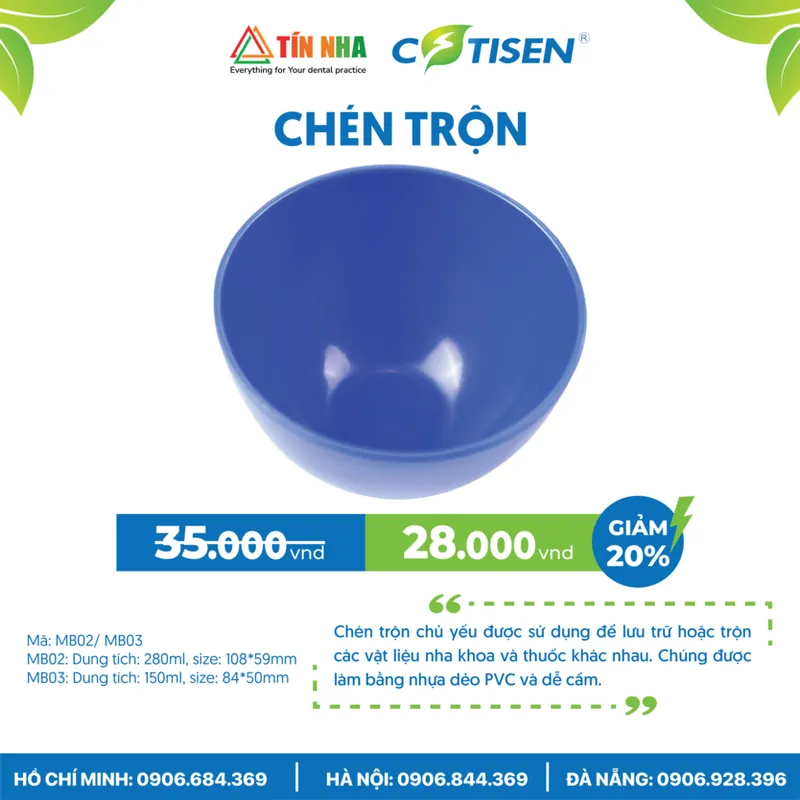 TÍN NHA
Everything for Your dental practice
COTISEN®
CHÉN TRỘN
35.000 vnd
28.000 vnd
GIẢM
20%
Mã: MB02/ MB03
MB02: Dung tích: 280ml, size: 108*59mm
MB03: Dung tích: 150ml, size: 84*50mm
“
Chén trộn chủ yếu được sử dụng để lưu trữ hoặc trộn
các vật liệu nha khoa và thuốc khác nhau. Chúng được
làm bằng nhựa dẻo PVC và dễ cầm.
”
HỒ CHÍ MINH: 0906.684.369 | HÀ NỘI: 0906.844.369 | ĐÀ NẴNG: 0906.928.396